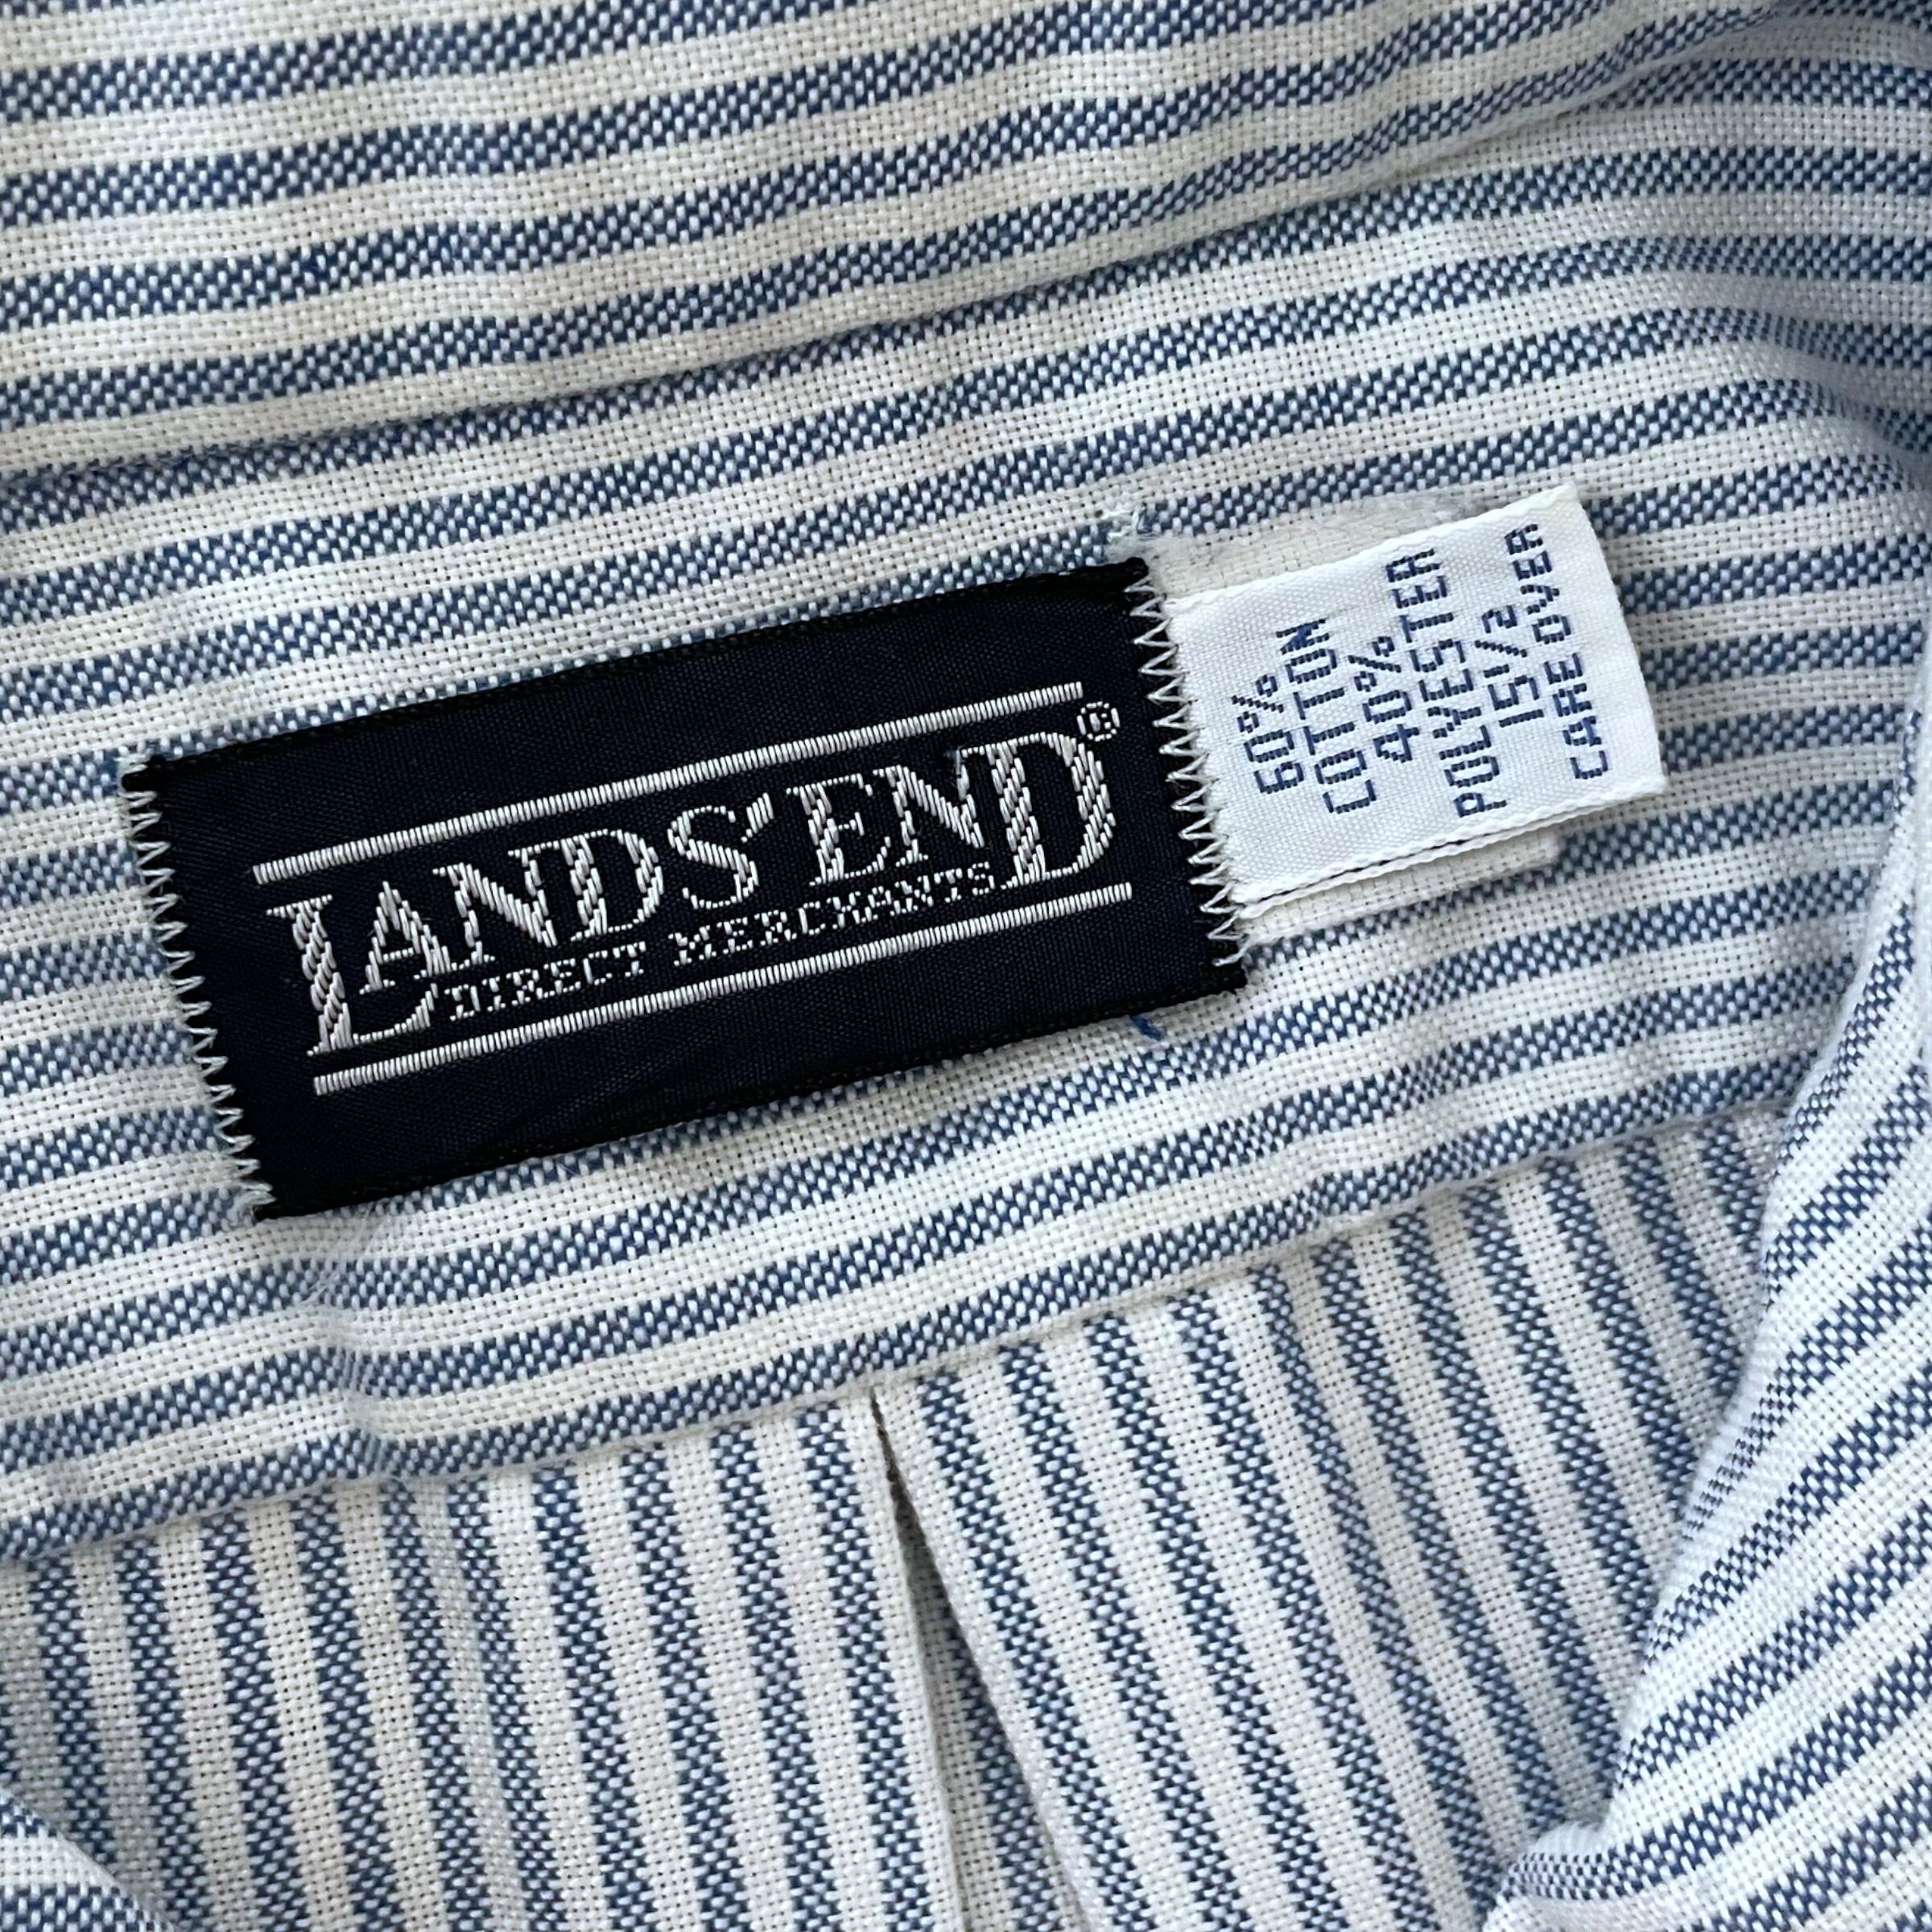 LANDS' END®
DIRECT MERCHANTS
60%
COTTON
40%
POLYESTER
15 1/2
CARE OVER